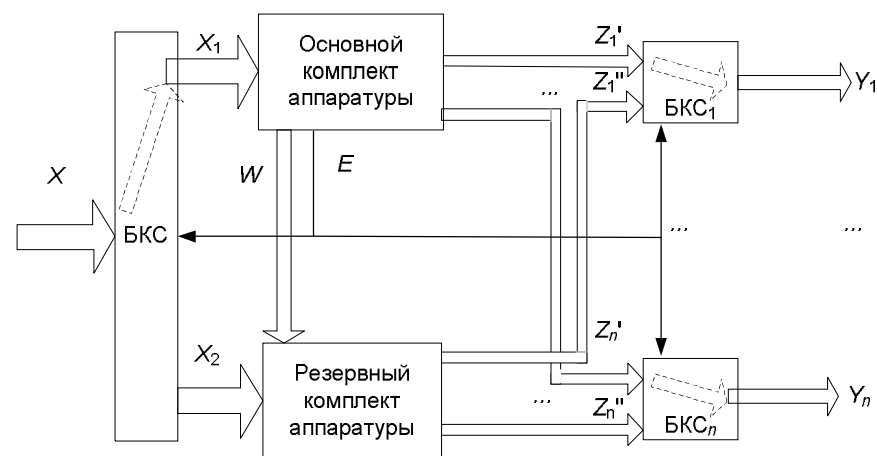 X
БКС
X1
Основной
комплект
аппаратуры
W
E
X2
Резервный
комплект
аппаратуры
Z1'
...
Z1''
БКС1
Y1
...
...
Zn'
...
Zn''
БКСn
Yn